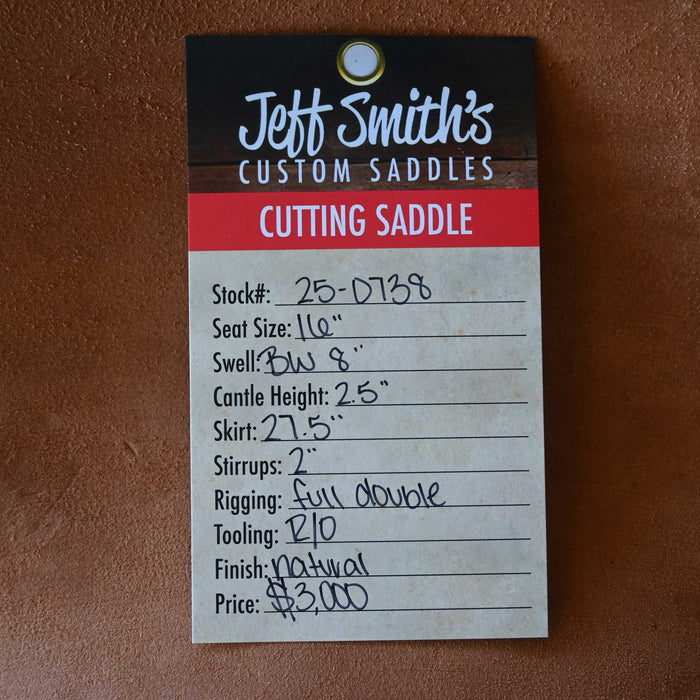 Jeff Smith's
CUSTOM SADDLES
CUTTING SADDLE
Stock#: 25-0738
Seat Size: 16"
Swell: BW 8"
Cantle Height: 2.5"
Skirt: 27.5"
Stirrups: 2"
Rigging: full double
Tooling: R/O
Finish: natural
Price: $3,000